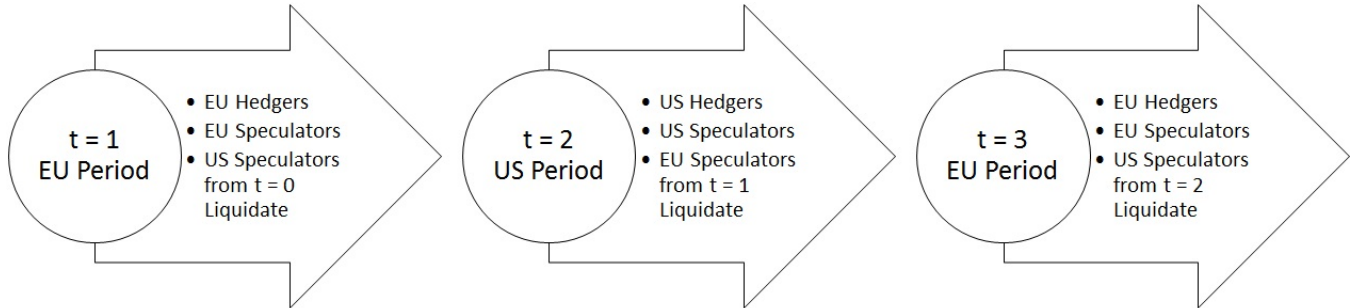 t = 1
EU Period
• EU Hedgers
• EU Speculators
• US Speculators
from t = 0
Liquidate
t = 2
US Period
• US Hedgers
• US Speculators
• EU Speculators
from t = 1
Liquidate
t = 3
EU Period
• EU Hedgers
• EU Speculators
• US Speculators
from t = 2
Liquidate